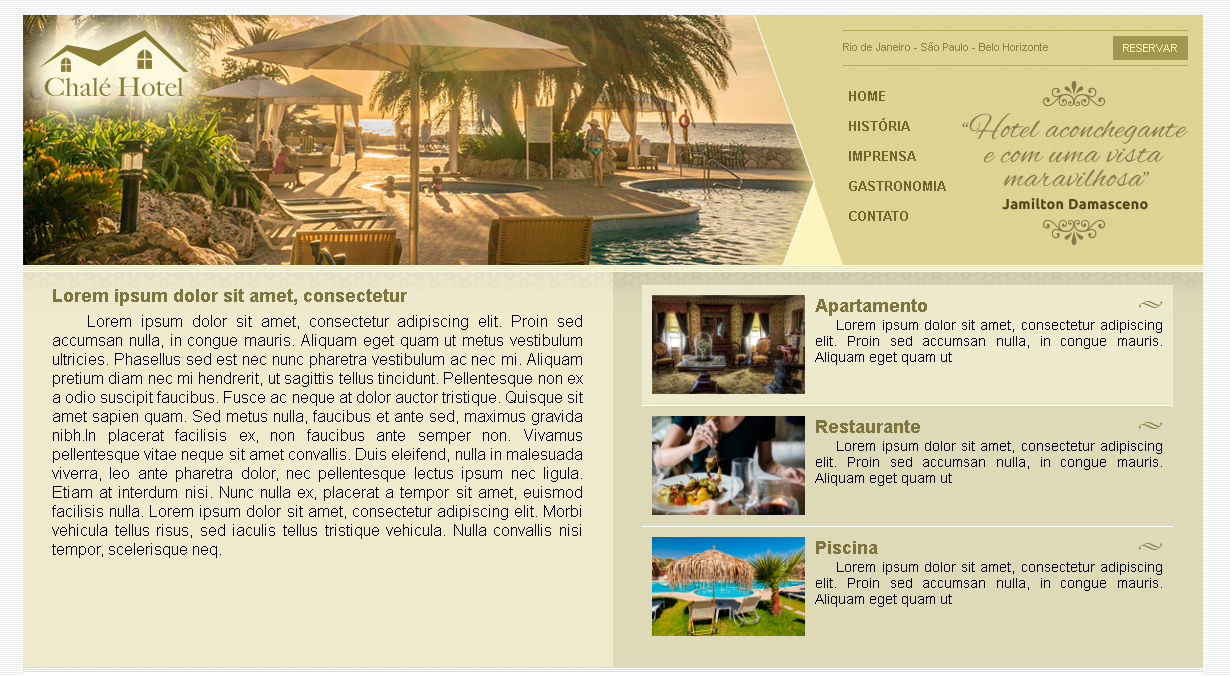 Chalé Hotel
Rio de Janeiro - São Paulo - Belo Horizonte
RESERVAR
HOME
HISTÓRIA
IMPRENSA
GASTRONOMIA
CONTATO
“Hotel aconchegante
e com uma vista
maravilhosa”
Jamilton Damasceno
Lorem ipsum dolor sit amet, consectetur
Lorem ipsum dolor sit amet, consectetur adipiscing elit. Proin sed
accumsan nulla, in congue mauris. Aliquam eget quam ut metus vestibulum
ultricies. Phasellus sed est nec nunc pharetra vestibulum ac nec mi. Aliquam
pretium diam nec mi hendrerit, ut sagittis tellus tincidunt. Pellentesque non ex
a odio suscipit faucibus. Fusce ac neque at dolor auctor tristique. Quisque sit
amet sapien quam. Sed metus nulla, faucibus et ante sed, maximus gravida
nibh.In placerat facilisis ex, non faucibus ante semper non. Vivamus
pellentesque vitae neque sit amet convallis. Duis eleifend, nulla in malesuada
viverra, leo ante pharetra dolor, nec pellentesque lectus ipsum nec ligula.
Etiam at interdum nisi. Nunc nulla ex, placerat a tempor sit amet, euismod
facilisis nulla. Lorem ipsum dolor sit amet, consectetur adipiscing elit. Morbi
vehicula tellus risus, sed iaculis tellus tristique vehicula. Nulla convallis nisi
tempor, scelerisque neq.
Apartamento
Lorem ipsum dolor sit amet, consectetur adipiscing
elit. Proin sed accumsan nulla, in congue mauris.
Aliquam eget quam ut
Restaurante
Lorem ipsum dolor sit amet, consectetur adipiscing
elit. Proin sed accumsan nulla, in congue mauris.
Aliquam eget quam ut
Piscina
Lorem ipsum dolor sit amet, consectetur adipiscing
elit. Proin sed accumsan nulla, in congue mauris.
Aliquam eget quam ut